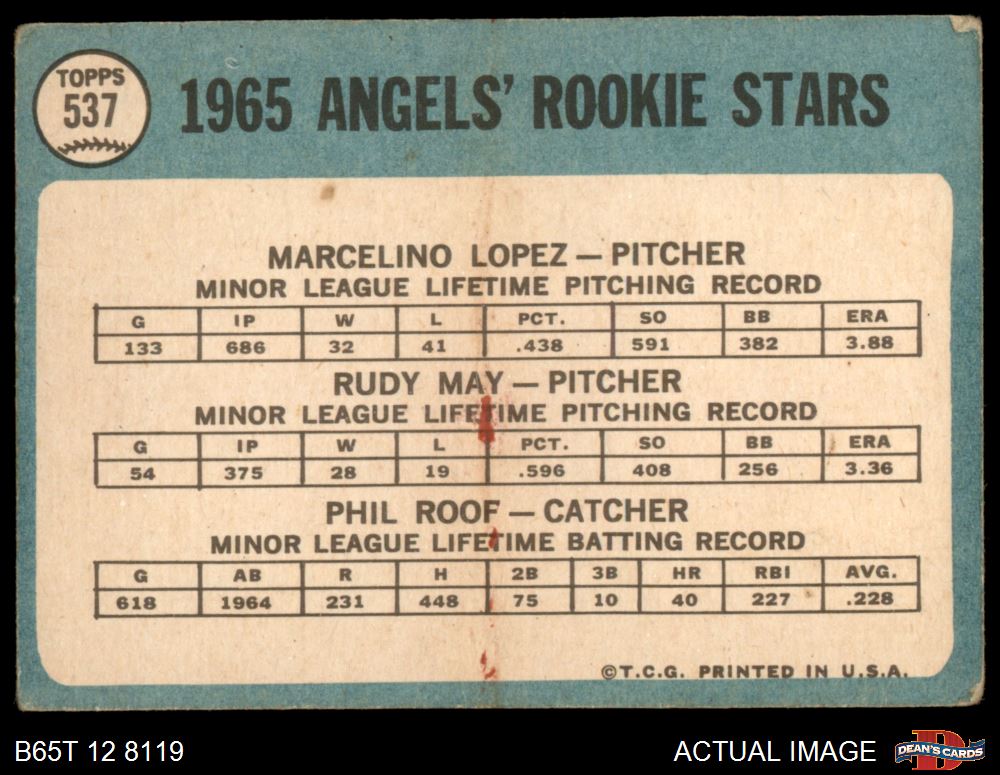 TOPPS
537
1965 ANGELS' ROOKIE STARS
MARCELINO LOPEZ — PITCHER
MINOR LEAGUE LIFETIME PITCHING RECORD
G IP W L PCT. SO BB ERA
133 686 32 41 .438 591 382 3.88
RUDY MAY — PITCHER
MINOR LEAGUE LIFETIME PITCHING RECORD
G IP W L PCT. SO BB ERA
54 375 28 19 .596 408 256 3.36
PHIL ROOF — CATCHER
MINOR LEAGUE LIFETIME BATTING RECORD
G AB R H 2B 3B HR RBI AVG.
618 1964 231 448 75 10 40 227 .228
©T.C.G. PRINTED IN U.S.A.
B65T 12 8119
ACTUAL IMAGE
D
DEAN'S CARDS